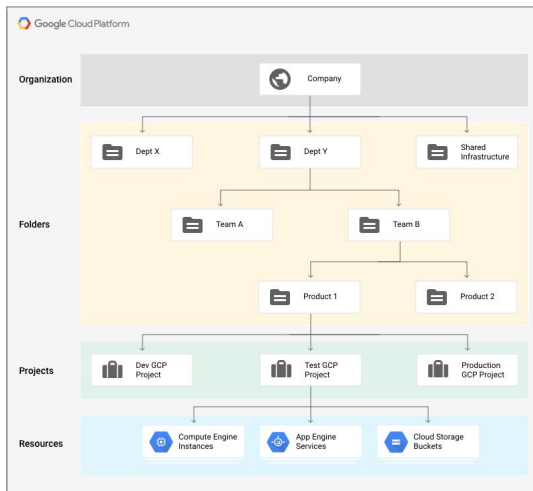 Google Cloud Platform
Organization
Company
Dept X
Dept Y
Shared
Infrastructure
Folders
Team A
Team B
Product 1
Product 2
Projects
Dev GCP
Project
Test GCP
Project
Production
GCP Project
Resources
Compute Engine
Instances
App Engine
Services
Cloud Storage
Buckets